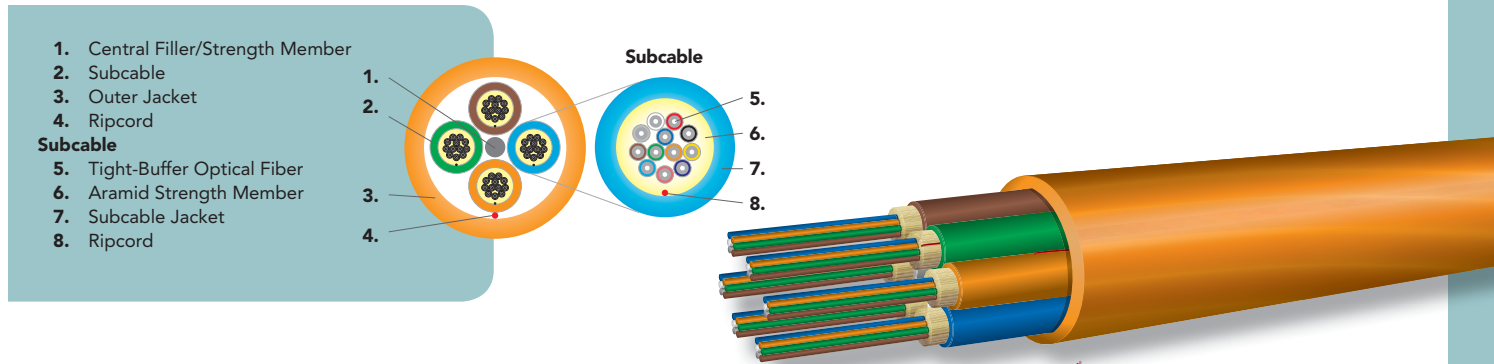 1. Central Filler/Strength Member
2. Subcable
3. Outer Jacket
4. Ripcord
Subcable
5. Tight-Buffer Optical Fiber
6. Aramid Strength Member
7. Subcable Jacket
8. Ripcord
1.
2.
3.
4.
Subcable
5.
6.
7.
8.